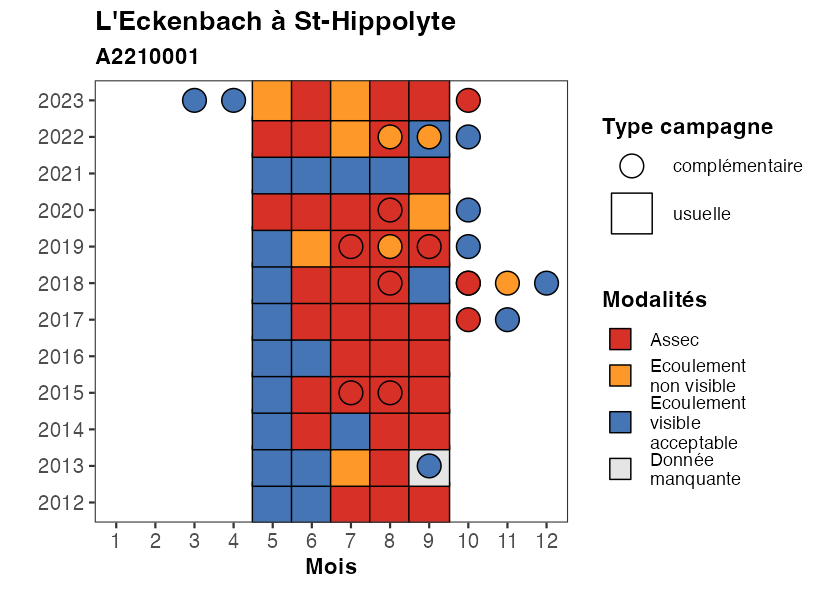 L'Eckenbach à St-Hippolyte
A2210001
2023
2022
2021
2020
2019
2018
2017
2016
2015
2014
2013
2012
1 2 3 4 5 6 7 8 9 10 11 12
Mois
Type campagne
complémentaire
usuelle
Modalités
Assec
Ecoulement
non visible
Ecoulement
visible
acceptable
Donnée
manquante